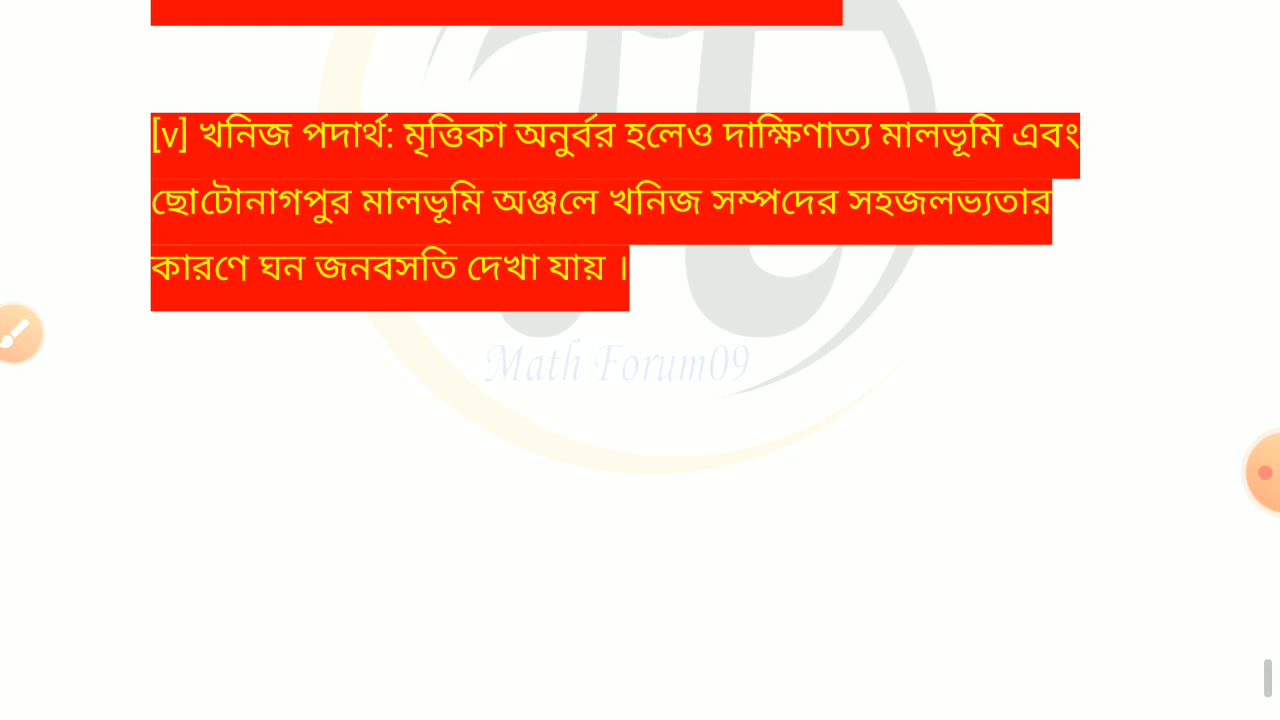 [v] খনিজ পদার্থ: মৃত্তিকা অনুর্বর হলেও দাক্ষিণাত্য মালভূমি এবং
ছোটোনাগপুর মালভূমি অঞ্জলে খনিজ সম্পদের সহজলভ্যতার
কারণে ঘন জনবসতি দেখা যায় ।
Math Forum09